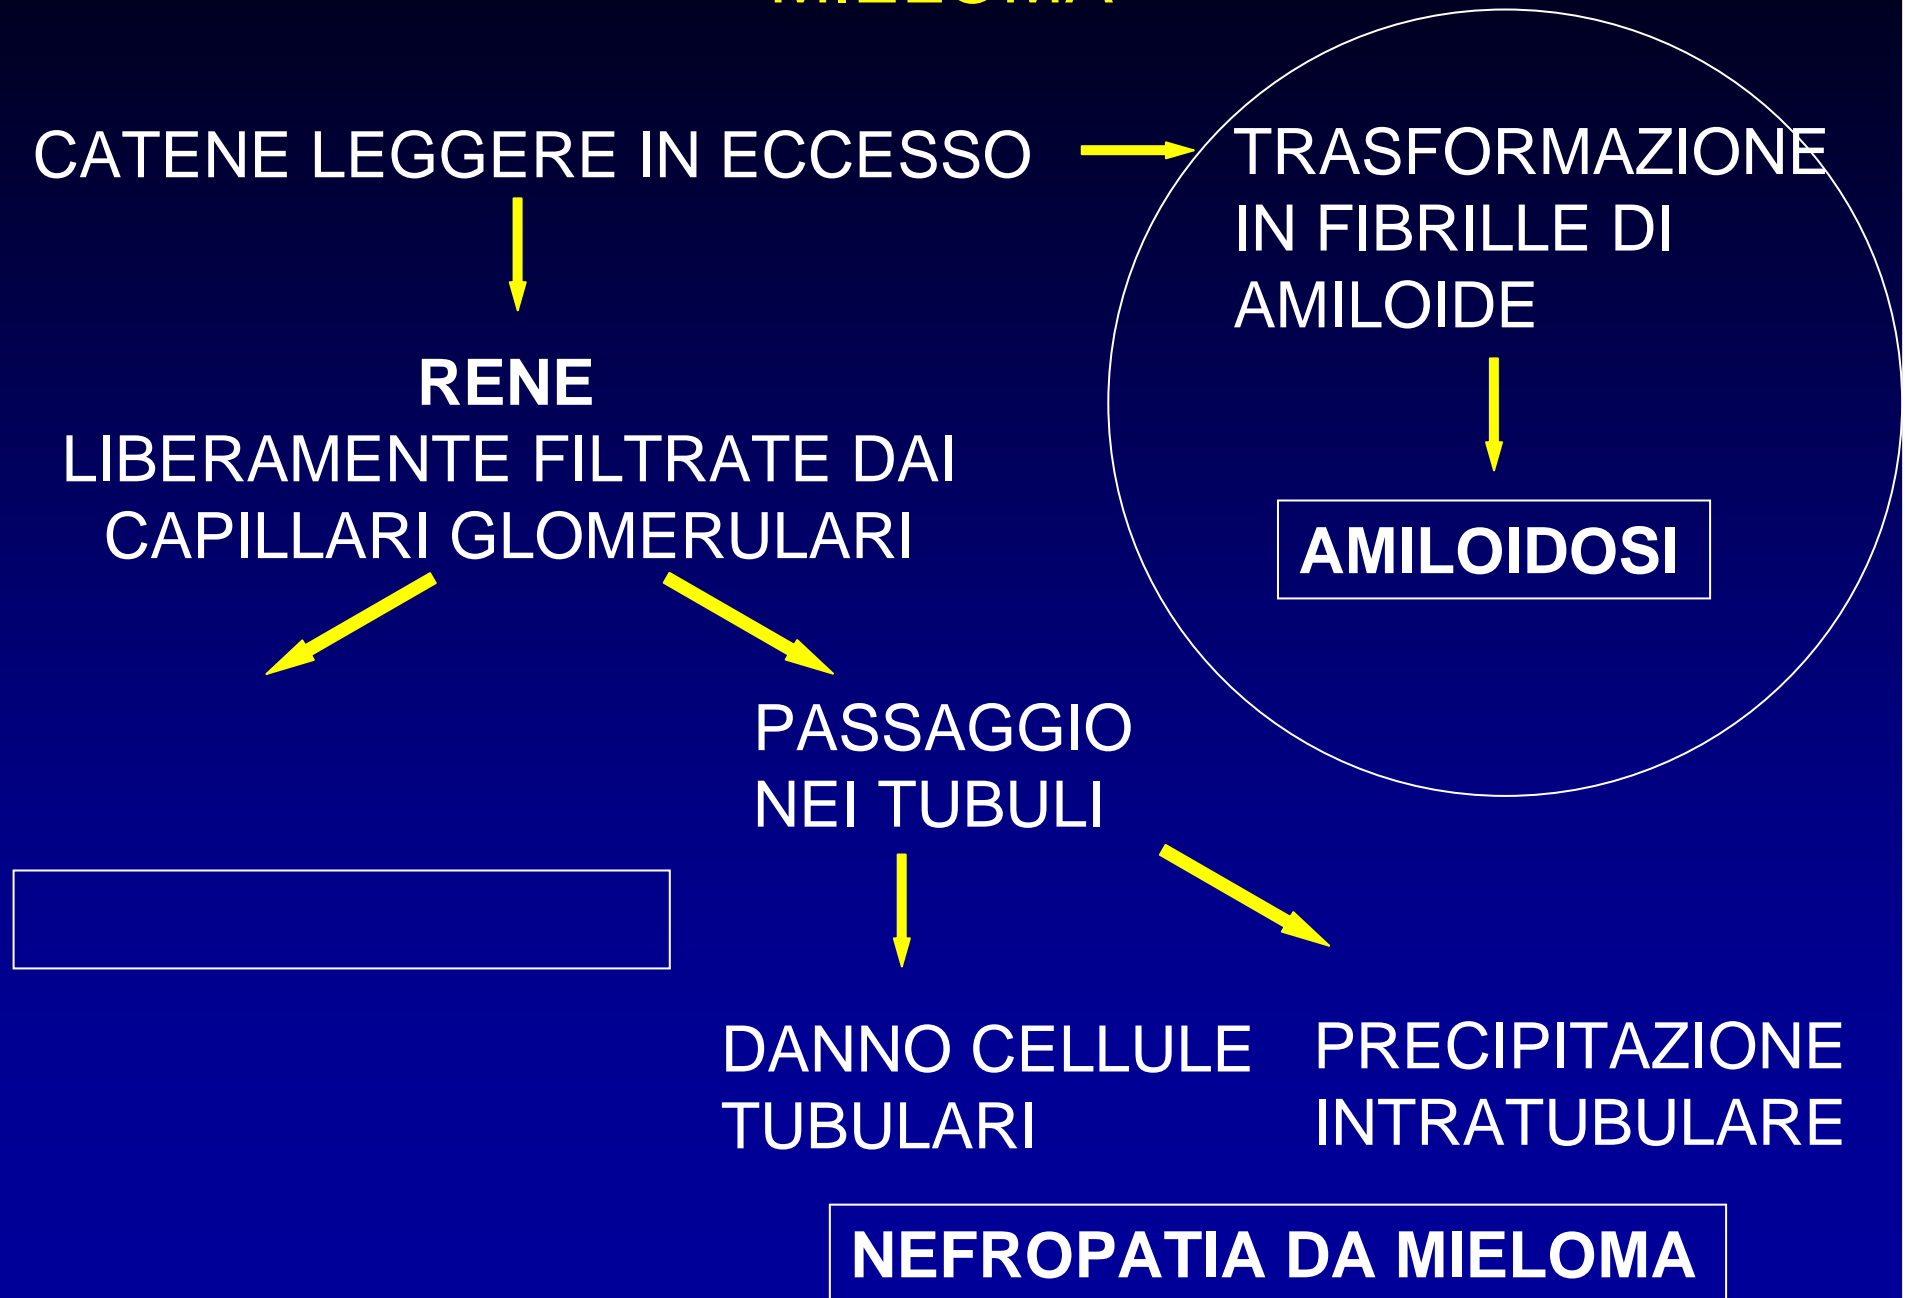 MIELOMA
CATENE LEGGERE IN ECCESSO
TRASFORMAZIONE
IN FIBRILLE DI
AMILOIDE
RENE
LIBERAMENTE FILTRATE DAI
CAPILLARI GLOMERULARI
AMILOIDOSI
PASSAGGIO
NEI TUBULI
DANNO CELLULE
TUBULARI
PRECIPITAZIONE
INTRATUBULARE
NEFROPATIA DA MIELOMA